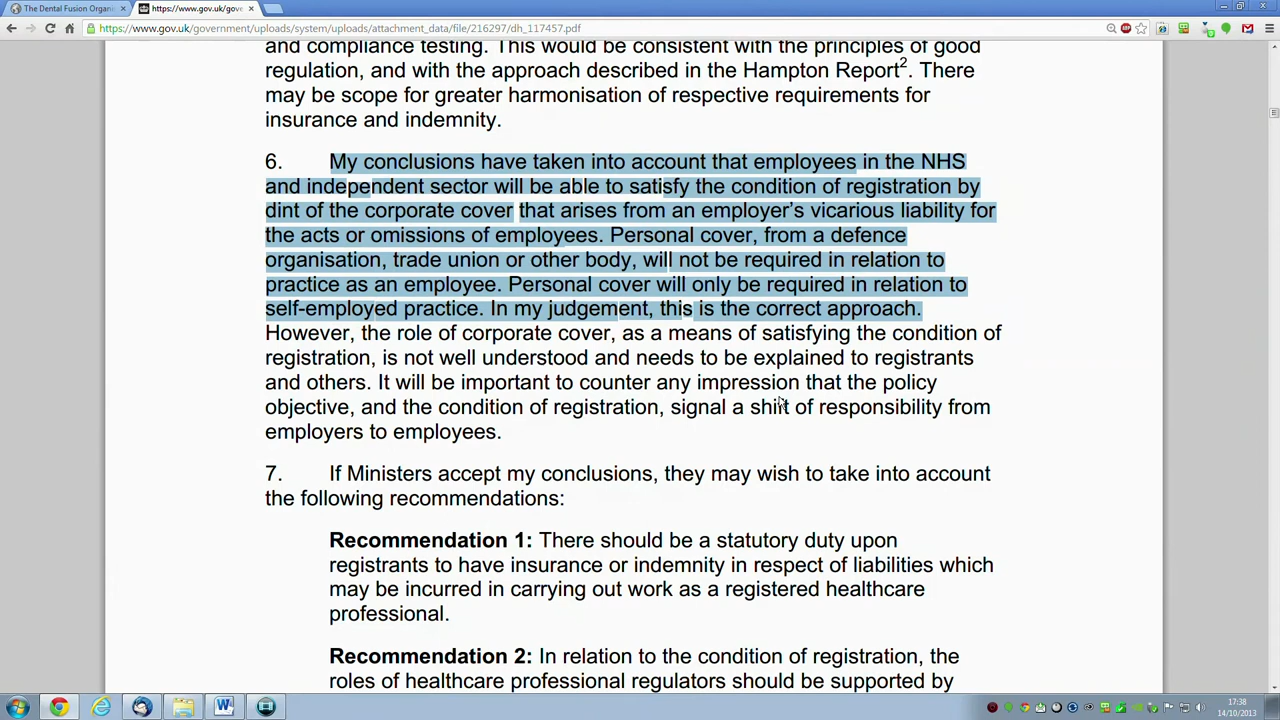 The Dental Fusion Organi
https://www.gov.uk/gove
https://www.gov.uk/government/uploads/system/uploads/attachment_data/file/216297/dh_117457.pdf
and compliance testing. This would be consistent with the principles of good
regulation, and with the approach described in the Hampton Report2. There
may be scope for greater harmonisation of respective requirements for
insurance and indemnity.
6. My conclusions have taken into account that employees in the NHS
and independent sector will be able to satisfy the condition of registration by
dint of the corporate cover that arises from an employer’s vicarious liability for
the acts or omissions of employees. Personal cover, from a defence
organisation, trade union or other body, will not be required in relation to
practice as an employee. Personal cover will only be required in relation to
self-employed practice. In my judgement, this is the correct approach.
However, the role of corporate cover, as a means of satisfying the condition of
registration, is not well understood and needs to be explained to registrants
and others. It will be important to counter any impression that the policy
objective, and the condition of registration, signal a shift of responsibility from
employers to employees.
7. If Ministers accept my conclusions, they may wish to take into account
the following recommendations:
Recommendation 1: There should be a statutory duty upon
registrants to have insurance or indemnity in respect of liabilities which
may be incurred in carrying out work as a registered healthcare
professional.
Recommendation 2: In relation to the condition of registration, the
roles of healthcare professional regulators should be supported by
17:38
14/10/2013